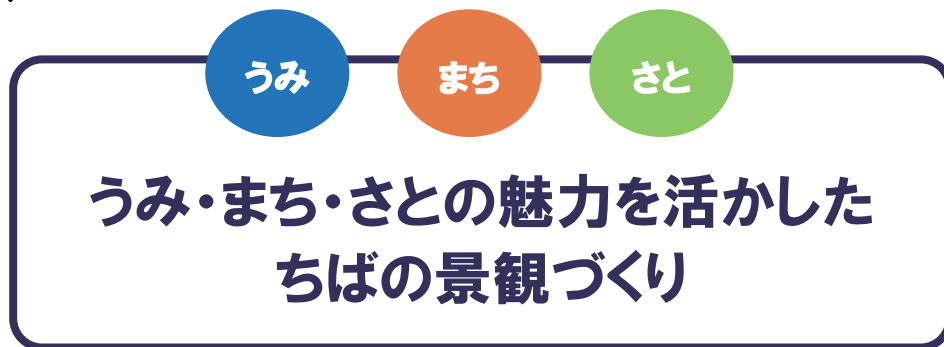 うみ
まち
さと
うみ・まち・さとの魅力を活かした
ちばの景観づくり